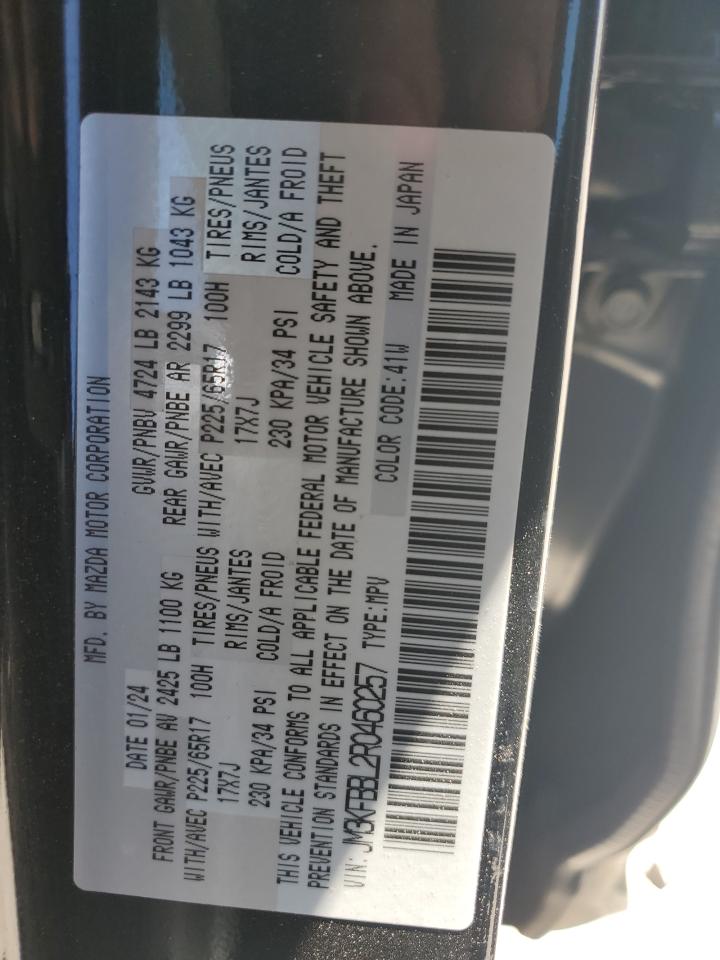 MFD. BY MAZDA MOTOR CORPORATION
DATE 01/24 GVWR/PNBV 4724 LB 2143 KG
FRONT GAWR/PNBE AV 2425 LB 1100 KG REAR GAWR/PNBE AR 2299 LB 1043 KG
WITH/AVEC P225/65R17 100H TIRES/PNEUS WITH/AVEC P225/65R17 100H TIRES/PNEUS
17X7J RIMS/JANTES 17X7J RIMS/JANTES
230 KPA/34 PSI COLD/A FROID 230 KPA/34 PSI COLD/A FROID
THIS VEHICLE CONFORMS TO ALL APPLICABLE FEDERAL MOTOR VEHICLE SAFETY AND THEFT
PREVENTION STANDARDS IN EFFECT ON THE DATE OF MANUFACTURE SHOWN ABOVE.
VIN: JM3KFBBL2R0460257 TYPE:MPV COLOR CODE:41W MADE IN JAPAN